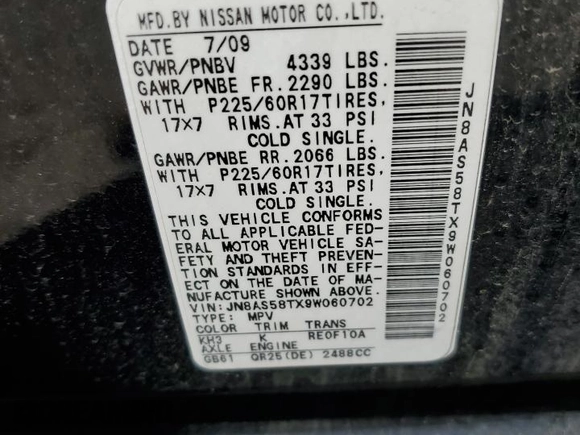 MFD.BY NISSAN MOTOR CO.,LTD.
DATE 7/09
GVWR/PNBV 4339 LBS.
GAWR/PNBE FR.2290 LBS.
WITH P225/60R17TIRES,
17x7 RIMS.AT 33 PSI
COLD SINGLE.
GAWR/PNBE RR.2066 LBS.
WITH P225/60R17TIRES,
17x7 RIMS.AT 33 PSI
COLD SINGLE.
THIS VEHICLE CONFORMS
TO ALL APPLICABLE FED-
ERAL MOTOR VEHICLE SA-
FETY AND THEFT PREVEN-
TION STANDARDS IN EFF-
ECT ON THE DATE OF MA-
NUFACTURE SHOWN ABOVE.
VIN:JN8AS58TX9W060702
TYPE: MPV
COLOR TRIM TRANS
KH3 K RE0F10A
AXLE ENGINE
GB61 QR25(DE) 2488CC
JN8AS58TX9W060702